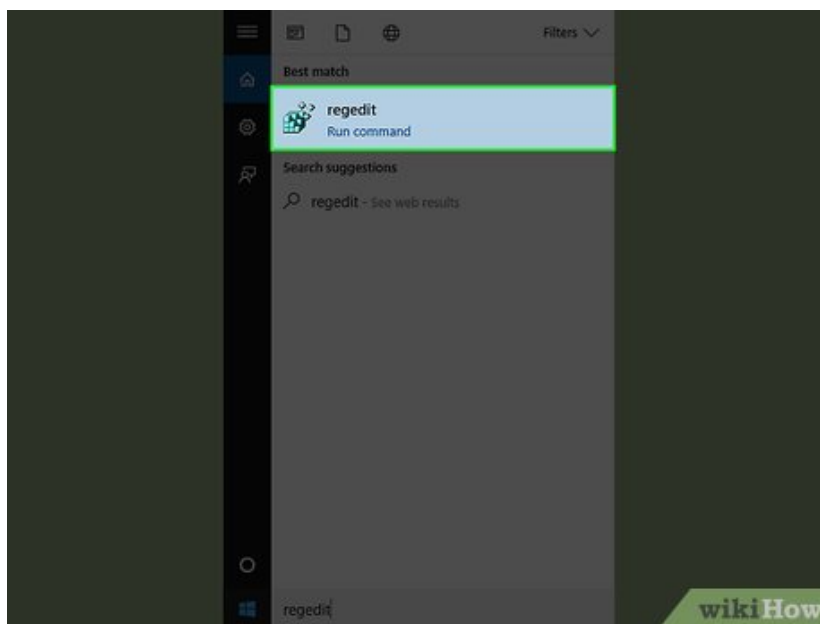 Filters
Best match
regedit
Run command
Search suggestions
regedit - See web results
regedit
wikiHow